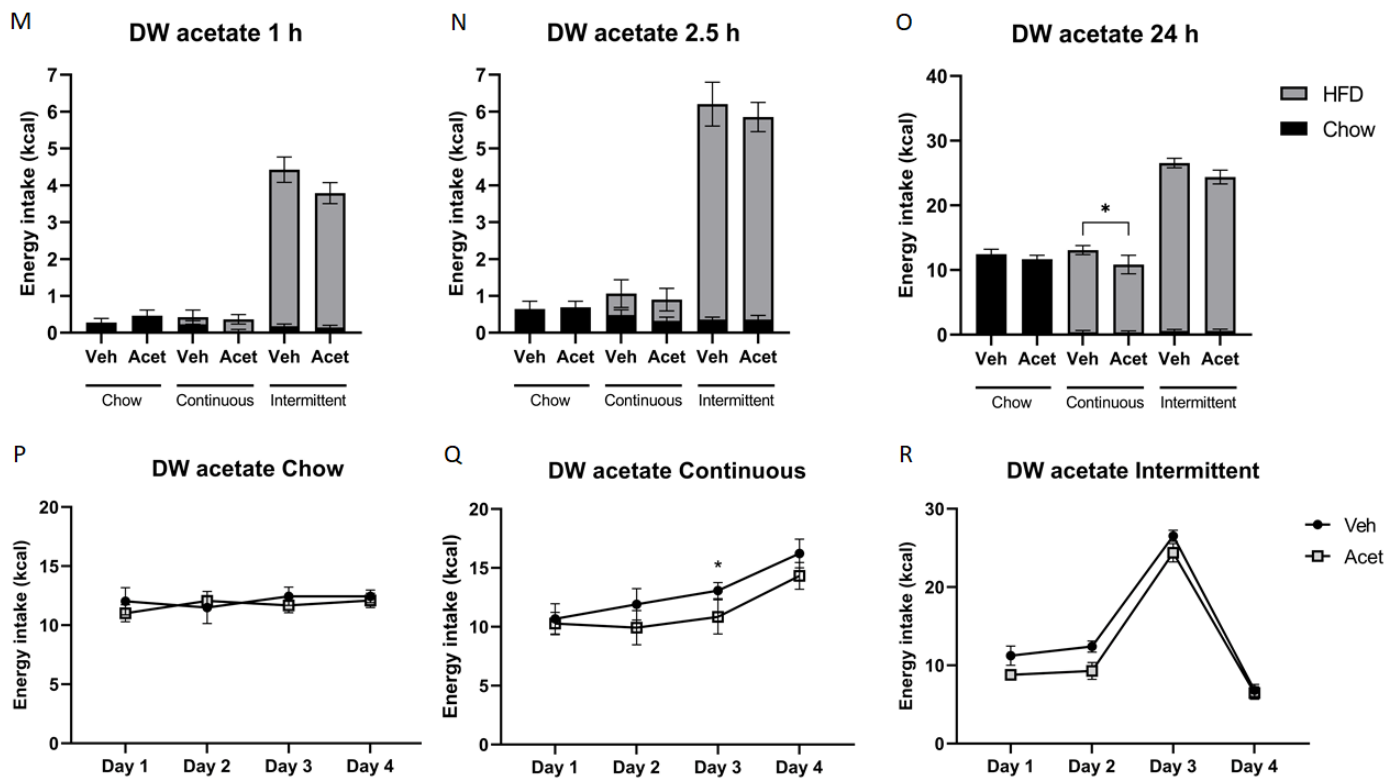 M
DW acetate 1 h
Energy intake (kcal)
7
6
5
4
3
2
1
0
Veh Acet Veh Acet Veh Acet
Chow Continuous Intermittent
N
DW acetate 2.5 h
Energy intake (kcal)
7
6
5
4
3
2
1
0
Veh Acet Veh Acet Veh Acet
Chow Continuous Intermittent
O
DW acetate 24 h
Energy intake (kcal)
40
30
20
10
0
*
Veh Acet Veh Acet Veh Acet
Chow Continuous Intermittent
HFD
Chow
P
DW acetate Chow
Energy intake (kcal)
20
15
10
5
0
Day 1 Day 2 Day 3 Day 4
Q
DW acetate Continuous
Energy intake (kcal)
20
15
10
5
0
*
Day 1 Day 2 Day 3 Day 4
R
DW acetate Intermittent
Energy intake (kcal)
30
20
10
0
Day 1 Day 2 Day 3 Day 4
Veh
Acet